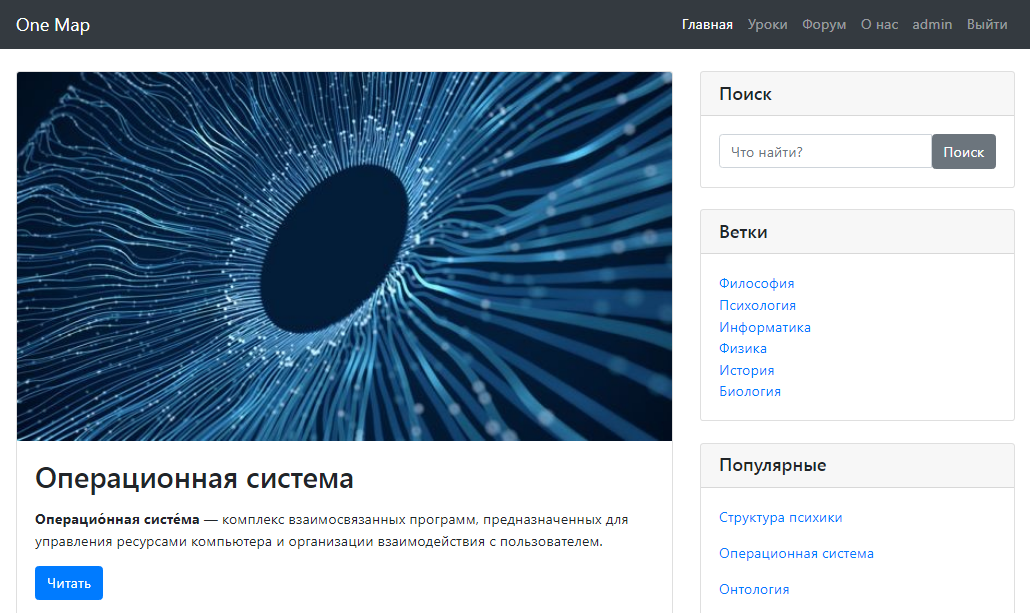 One Map
Главная Уроки Форум О нас admin Выйти
Операционная система
Операцио́нная систе́ма — комплекс взаимосвязанных программ, предназначенных для
управления ресурсами компьютера и организации взаимодействия с пользователем.
Читать
Поиск
Что найти? Поиск
Ветки
Философия
Психология
Информатика
Физика
История
Биология
Популярные
Структура психики
Операционная система
Онтология